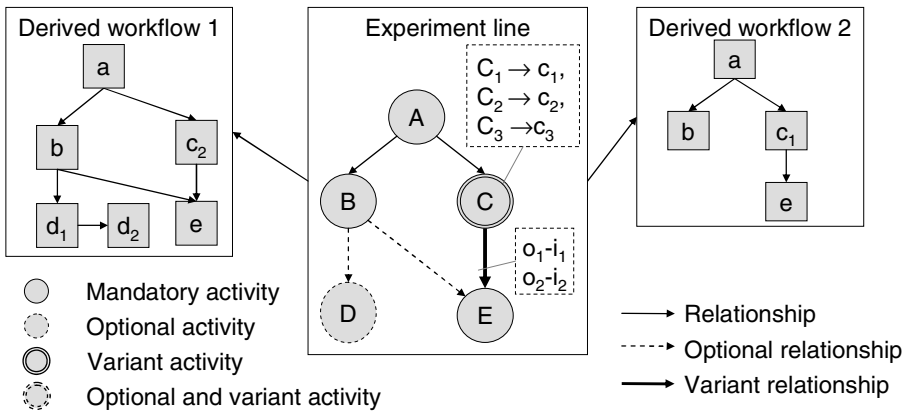 Derived workflow 1
a
b
c₂
d₁
d₂
e
Experiment line
C₁ → c₁,
C₂ → c₂,
C₃ →c₃
A
B
C
o₁-i₁
o₂-i₂
D
E
Derived workflow 2
a
b
c₁
e
Mandatory activity
Optional activity
Variant activity
Optional and variant activity
Relationship
Optional relationship
Variant relationship